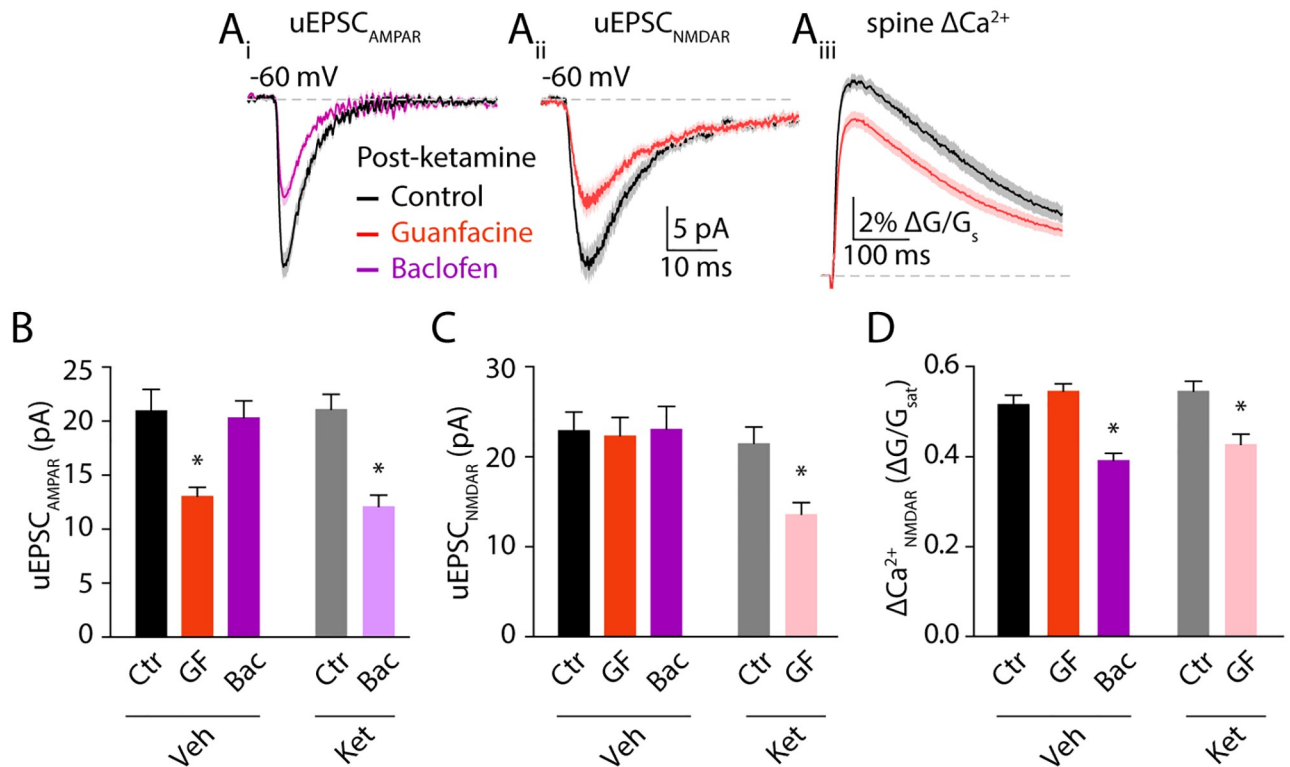 Ai uEPSCAMPAR
-60 mV
Aii uEPSCNMDAR
-60 mV
5 pA
10 ms
Aiii spine ΔCa2+
2% ΔG/Gs
100 ms
Post-ketamine
Control
Guanfacine
Baclofen
B
uEPSCAMPAR (pA)
25
20
15
10
5
0
*
*
Ctr GF Bac Ctr Bac
Veh Ket
C
uEPSCNMDAR (pA)
30
20
10
0
*
Ctr GF Bac Ctr GF
Veh Ket
D
ΔCa2+NMDAR (ΔG/Gsat)
0.6
0.4
0.2
0.0
*
*
Ctr GF Bac Ctr GF
Veh Ket